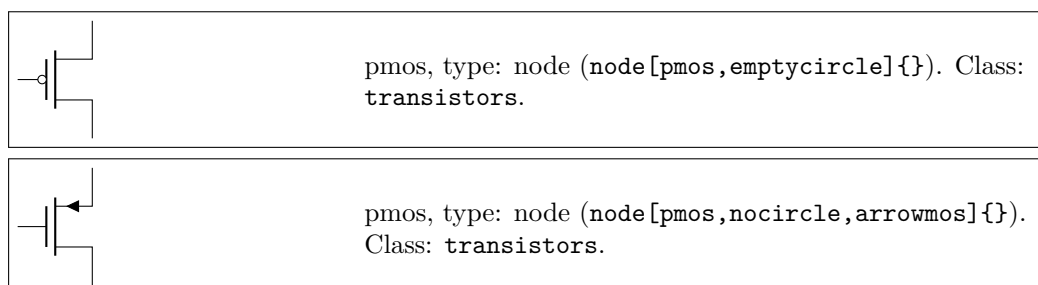 pmos, type: node (node[pmos,emptycircle]{}). Class:
transistors.
pmos, type: node (node[pmos,nocircle,arrowmos]{}).
Class: transistors.